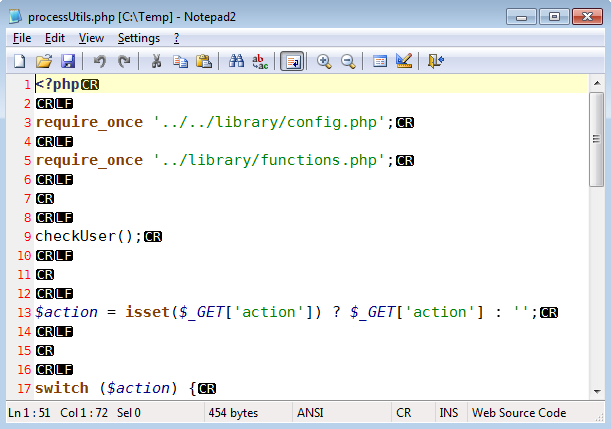 processUtils.php [C:\Temp] - Notepad2
File Edit View Settings ?
1 <?phpCR
2 CRLF
3 require_once '../../library/config.php';CR
4 CRLF
5 require_once '../library/functions.php';CR
6 CRLF
7 CR
8 CRLF
9 checkUser();CR
10 CRLF
11 CR
12 CRLF
13 $action = isset($_GET['action']) ? $_GET['action'] : '';CR
14 CRLF
15 CR
16 CRLF
17 switch ($action) {CR
Ln 1 : 51 Col 1 : 72 Sel 0 454 bytes ANSI CR INS Web Source Code